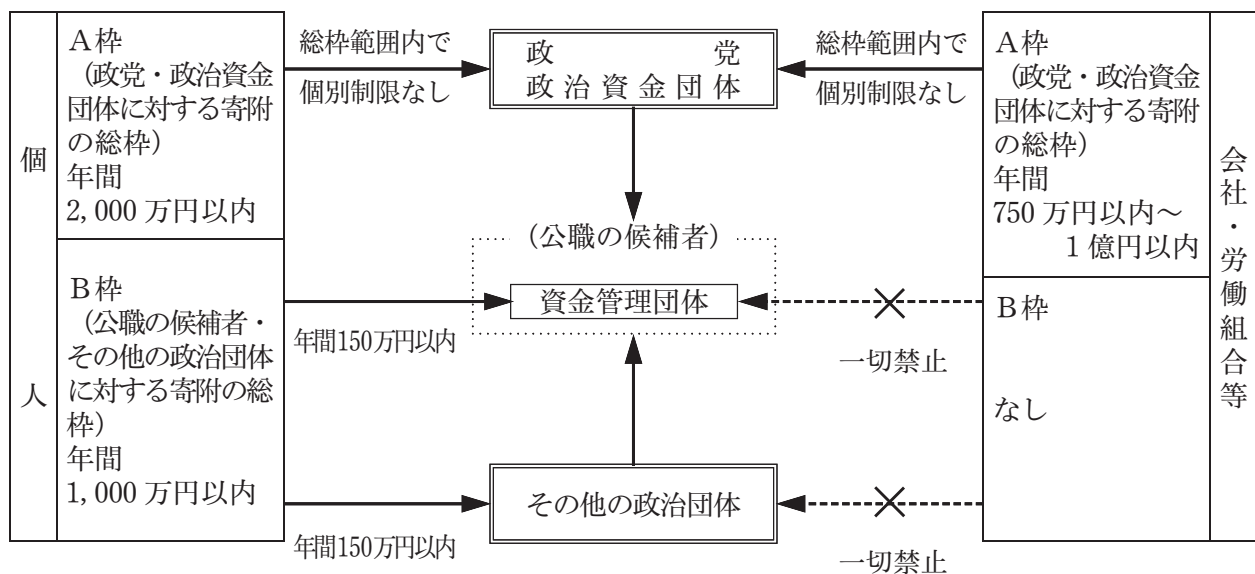 個人
A枠
(政党・政治資金
団体に対する寄附
の総枠)
年間
2,000 万円以内
B枠
(公職の候補者・
その他の政治団体
に対する寄附の総
枠)
年間
1,000 万円以内
総枠範囲内で
個別制限なし
年間150万円以内
年間150万円以内
政党
政治資金団体
(公職の候補者)
資金管理団体
その他の政治団体
総枠範囲内で
個別制限なし
一切禁止
一切禁止
A枠
(政党・政治資金
団体に対する寄附
の総枠)
年間
750 万円以内~
1 億円以内
B枠
なし
会社・労働組合等